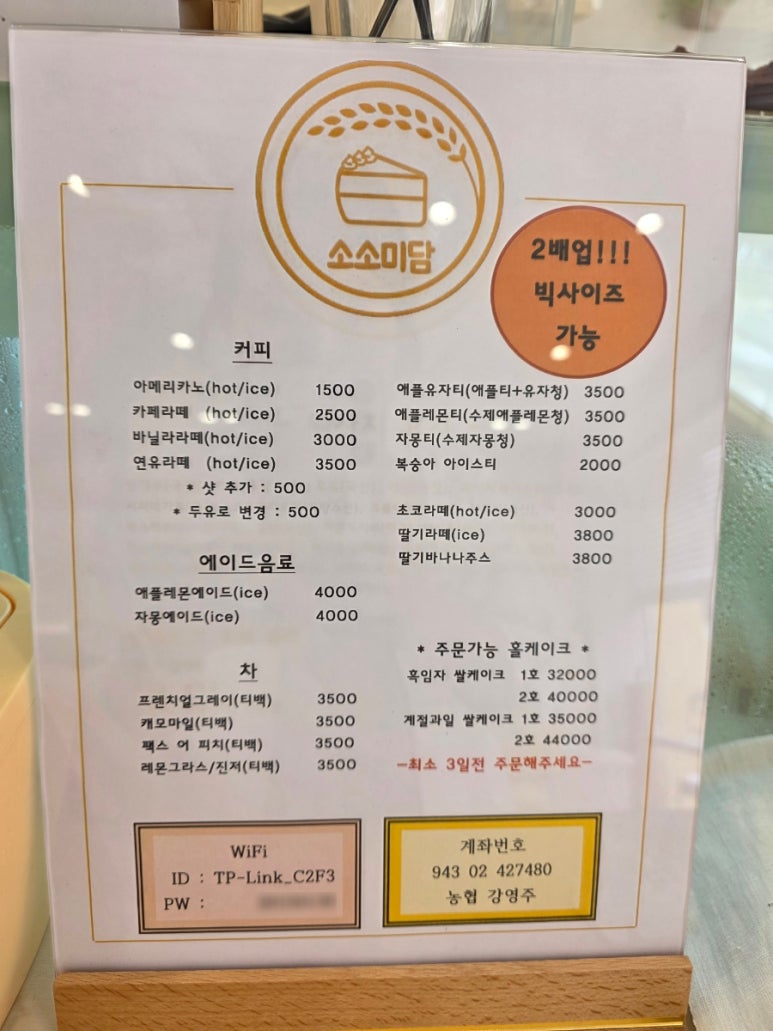 소소미담
2배업!!!
빅사이즈
가능
커피
아메리카노(hot/ice) 1500
카페라떼 (hot/ice) 2500
바닐라라떼(hot/ice) 3000
연유라떼 (hot/ice) 3500
* 샷 추가 : 500
* 두유로 변경 : 500
에이드음료
애플레몬에이드(ice) 4000
자몽에이드(ice) 4000
차
프렌치얼그레이(티백) 3500
캐모마일(티백) 3500
팩스 어 피치(티백) 3500
레몬그라스/진저(티백) 3500
애플유자티(애플티+유자청) 3500
애플레몬티(수제애플레몬청) 3500
자몽티(수제자몽청) 3500
복숭아 아이스티 2000
초코라떼(hot/ice) 3000
딸기라떼(ice) 3800
딸기바나나주스 3800
* 주문가능 홀케이크 *
흑임자 쌀케이크 1호 32000
2호 40000
계절과일 쌀케이크 1호 35000
2호 44000
-최소 3일전 주문해주세요-
WiFi
ID : TP-Link_C2F3
PW :
계좌번호
943 02 427480
농협 강영주